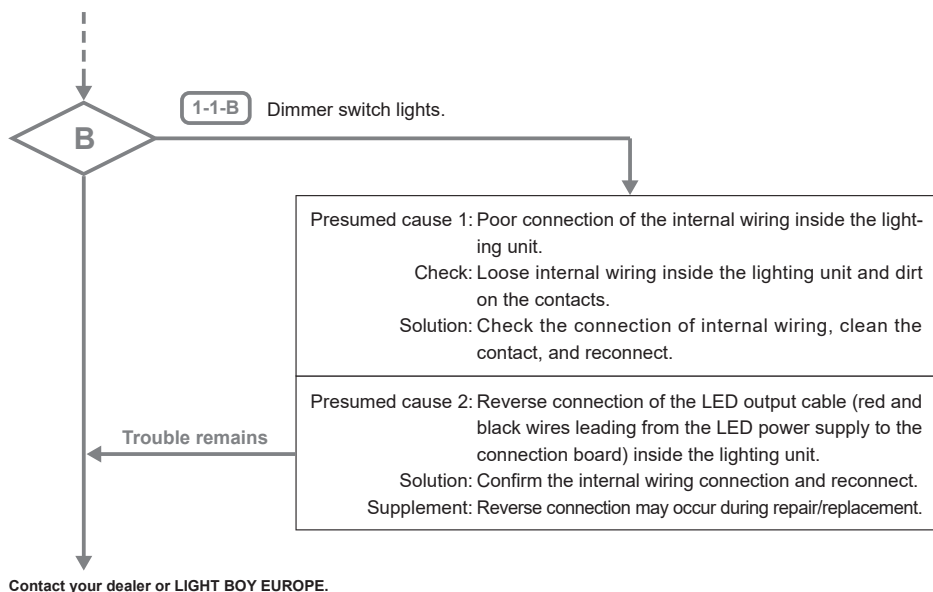 1-1-B Dimmer switch lights.
B
Presumed cause 1: Poor connection of the internal wiring inside the light-
ing unit.
Check: Loose internal wiring inside the lighting unit and dirt
on the contacts.
Solution: Check the connection of internal wiring, clean the
contact, and reconnect.
Presumed cause 2: Reverse connection of the LED output cable (red and
black wires leading from the LED power supply to the
connection board) inside the lighting unit.
Solution: Confirm the internal wiring connection and reconnect.
Supplement: Reverse connection may occur during repair/replacement.
Trouble remains
Contact your dealer or LIGHT BOY EUROPE.